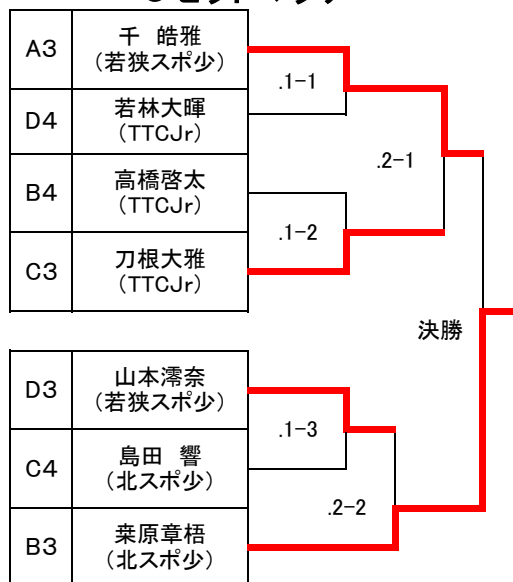 A3
千　皓雅
(若狭スポ少)
.1-1
D4
若林大暉
(TTCJr)
.2-1
B4
高橋啓太
(TTCJr)
.1-2
C3
刀根大雅
(TTCJr)
決勝
D3
山本澪奈
(若狭スポ少)
.1-3
C4
島田　響
(北スポ少)
.2-2
B3
桒原章梧
(北スポ少)